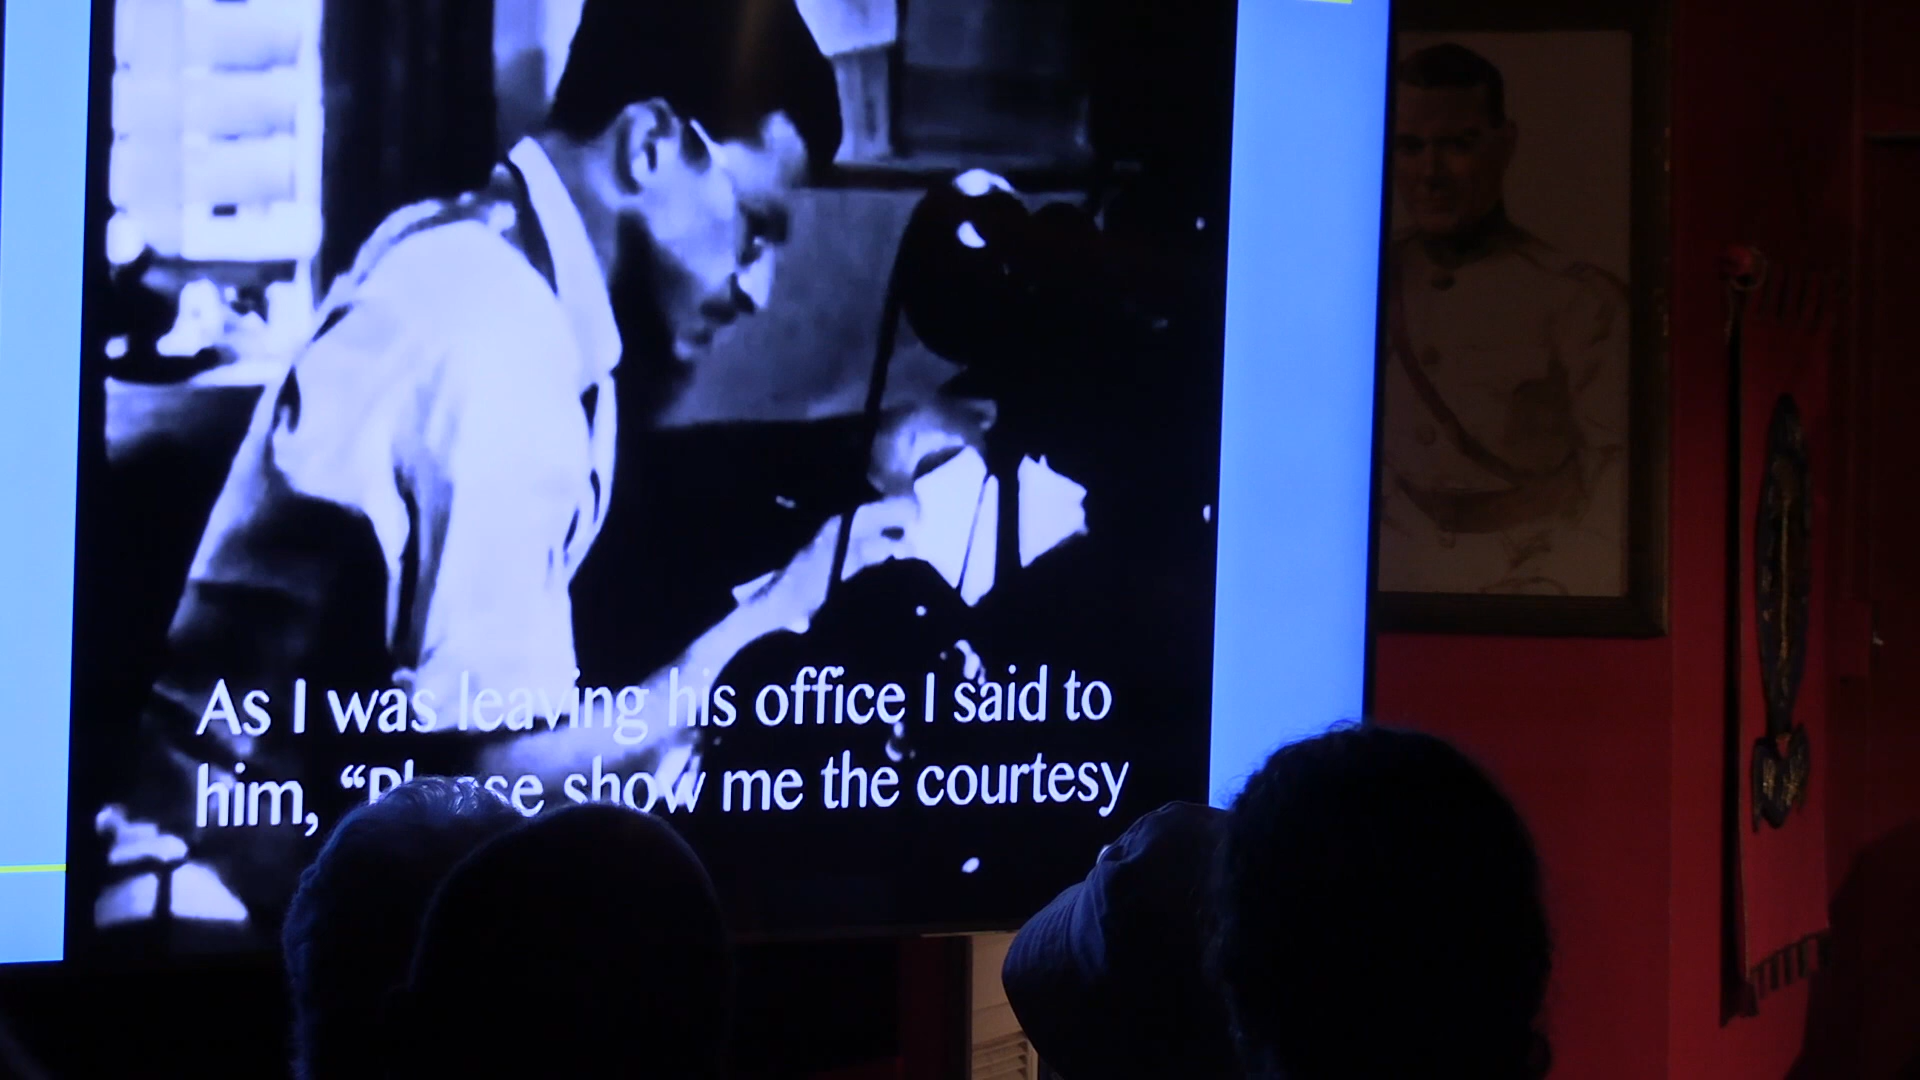 As I was leaving his office I said to
him, “Please show me the courtesy